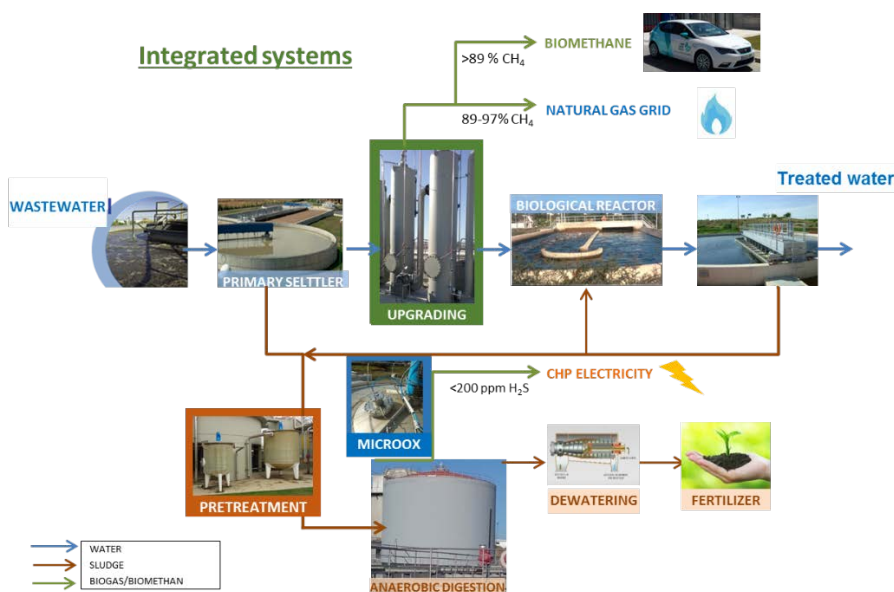 Integrated systems
BIOMETHANE
>89 % CH₄
89-97% CH₄
NATURAL GAS GRID
WASTEWATER
PRIMARY SELTTLER
UPGRADING
BIOLOGICAL REACTOR
Treated water
<200 ppm H₂S
CHP ELECTRICITY
MICROOX
PRETREATMENT
DEWATERING
FERTILIZER
ANAEROBIC DIGESTION
WATER
SLUDGE
BIOGAS/BIOMETHAN